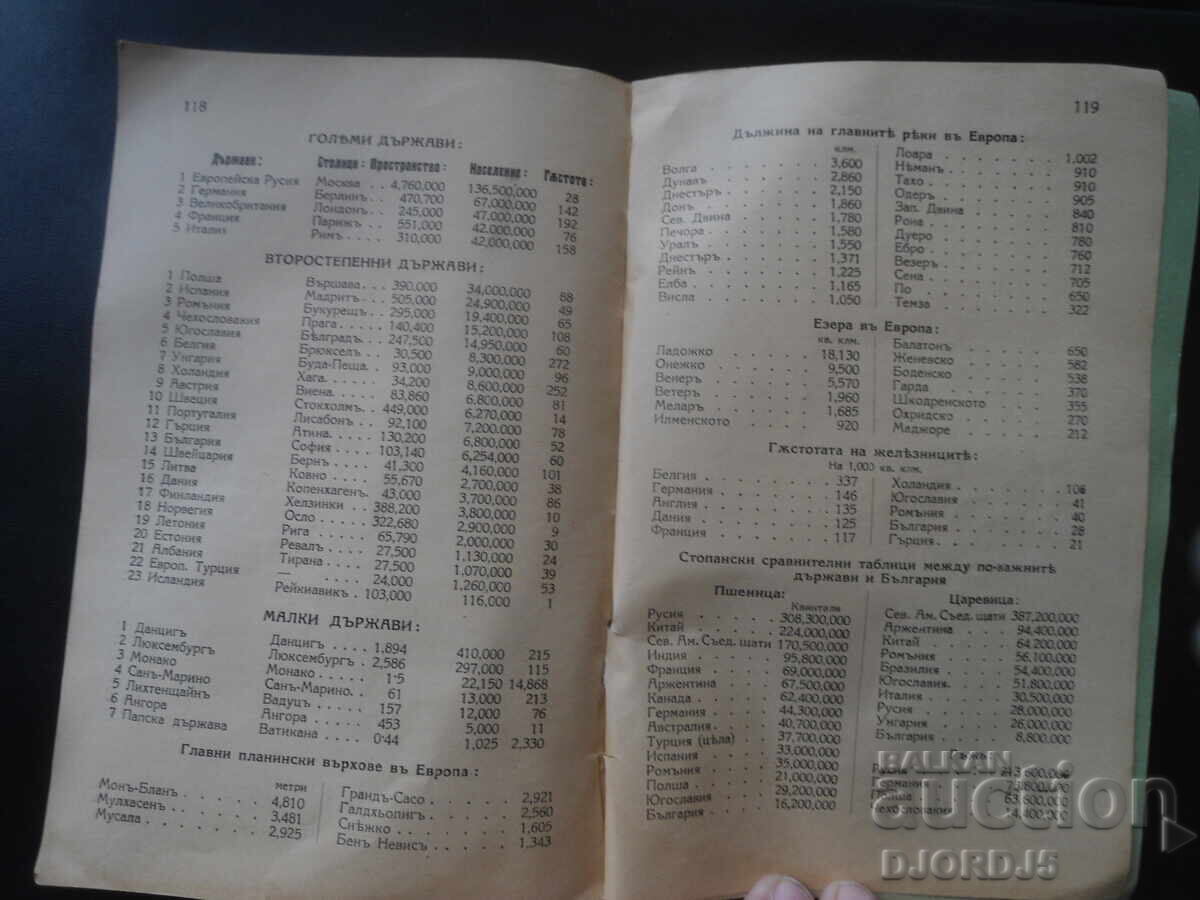 118
ГОЛѢМИ ДЪРЖАВИ:
Държави: Столици: Пространство: Население: Гѫстота:
1 Европейска Русия Москва . . 4,760,000 136,500,000 28
2 Германия Берлинъ . . 470,700 67,000,000 142
3 Великобритания Лондонъ . . 245,000 47,000,000 192
4 Франция Парижъ . . 551,000 42,000,000 76
5 Италия Римъ . . . . 310,000 42,000,000 158
ВТОРОСТЕПЕННИ ДЪРЖАВИ:
1 Полша Вършава . . 390,000 34,000,000 88
2 Испания Мадритъ . . 505,000 24,900,000 49
3 Ромъния Букурещъ . . 295,000 19,400,000 65
4 Чехословакия Прага . . . . 140,400 15,200,000 108
5 Югославия Бѣлградъ . . 247,500 14,950,000 60
6 Белгия Брюкселъ . . 30,500 8,300,000 272
7 Унгария Буда-Пеща. . 93,000 9,000,000 96
8 Холандия Хага. . . . 34,200 8,600,000 252
9 Австрия Виена. . . . 83,860 6,800,000 81
10 Швеция Стокхолмъ . . 449,000 6,270,000 14
11 Португалия Лисабонъ . . 92,100 7,200,000 78
12 Гърция Атина. . . . 130,200 6,800,000 52
13 България София . . . . 103,140 6,254,000 60
14 Швейцария Бернъ . . . . 41,300 4,160,000 101
15 Литва Ковно . . . . 55,670 2,700,000 38
16 Дания Копенхагенъ. 43,000 3,700,000 86
17 Финландия Хелзинки . . 388,200 3,800,000 10
18 Норвегия Осло . . . . 322,680 2,900,000 9
19 Летония Рига . . . . 65,790 2,000,000 30
20 Естония Ревалъ . . . 27,500 1,130,000 24
21 Албания Тирана . . . 27,500 1,070,000 39
22 Европ. Турция — . . . . 24,000 1,260,000 53
23 Исландия Рейкиавикъ . 103,000 116,000 1
МАЛКИ ДЪРЖАВИ:
1 Данцигъ Данцигъ . . 1,894 410,000 215
2 Люксембургъ Люксембургъ . 2,586 297,000 115
3 Монако Монако . . . 1·5 22,150 14,868
4 Санъ-Марино Санъ-Марино. . 61 13,000 213
5 Лихтенщайнъ Вадуцъ . . . 157 12,000 76
6 Ангора Ангора . . . . 453 5,000 11
7 Папска държава Ватикана . . 0·44 1,025 2,330
Главни планински върхове въ Европа:
метри
Монъ-Бланъ . . . . 4,810
Мулхасенъ. . . . . 3,481
Мусала . . . . . . 2,925
Грандъ-Сасо . . . . . 2,921
Галдхьопигъ . . . . . 2,560
Снѣжко . . . . . . 1,605
Бенъ Невисъ . . . . . 1,343
119
Дължина на главнитѣ рѣки въ Европа:
клм.
Волга . . . . . . 3,600
Дунавъ . . . . . . 2,860
Днестъръ . . . . . 2,150
Донъ . . . . . . 1,860
Сев. Двина . . . . 1,780
Печора . . . . . . 1,580
Уралъ . . . . . . 1,550
Днестъръ . . . . . 1,371
Рейнъ . . . . . . 1,225
Елба . . . . . . 1,165
Висла . . . . . . 1,050
Лоара . . . . . . 1,002
Нѣманъ . . . . . . 910
Тахо . . . . . . 910
Одеръ . . . . . . 905
Зап. Двина . . . . 840
Рона . . . . . . 810
Дуеро . . . . . . 780
Ебро . . . . . . 760
Везеръ . . . . . . 712
Сена . . . . . . 705
По . . . . . . 650
Темза . . . . . . 322
Езера въ Европа:
кв. клм.
Ладожко . . . . . 18,130
Онежко . . . . . . 9,500
Венеръ . . . . . . 5,570
Ветеръ . . . . . . 1,960
Меларъ . . . . . . 1,685
Илменското . . . . 920
Балатонъ . . . . . 650
Женевско . . . . . 582
Боденско . . . . . 538
Гарда . . . . . . 370
Шкодренското . . . 355
Охридско . . . . . 270
Маджоре . . . . . 212
Гѫстотата на желѣзницитѣ:
На 1,000 кв. клм.
Белгия . . . . . . 337
Германия . . . . . 146
Англия . . . . . . 135
Дания . . . . . . 125
Франция . . . . . 117
Холандия . . . . . 106
Югославия . . . . 41
Ромъния . . . . . 40
България . . . . . 28
Гърция. . . . . . 21
Стопански сравнителни таблици между по-важнитѣ
държави и България
Пшеница:
Квинтали
Русия . . . . . 308,300,000
Китай . . . . . 224,000,000
Сев. Ам. Съед. щати 170,500,000
Индия . . . . . 95,800,000
Франция . . . . . 69,000,000
Аржентина . . . . 67,500,000
Канада . . . . . 62,400,000
Германия . . . . 44,300,000
Австралия . . . . 40,700,000
Турция (цѣла) . . 37,700,000
Испания . . . . . 33,000,000
Ромъния . . . . . 35,000,000
Полша . . . . . 21,000,000
Югославия . . . . 29,200,000
България . . . . 16,200,000
Царевица:
Сев. Ам. Съед. щати 387,200,000
Аржентина . . . . 94,400,000
Китай . . . . . 64,200,000
Ромъния . . . . . 56,100,000
Бразилия . . . . 54,400,000
Югославия. . . . 51,800,000
Италия . . . . . 30,500,000
Русия . . . . . 28,000,000
Унгария . . . . . 26,000,000
България . . . . 8,800,000
Русия
Германи
Полша 63,600,000
Чехословакия 14,400,000
BALKAN
auction
DJORDJ5